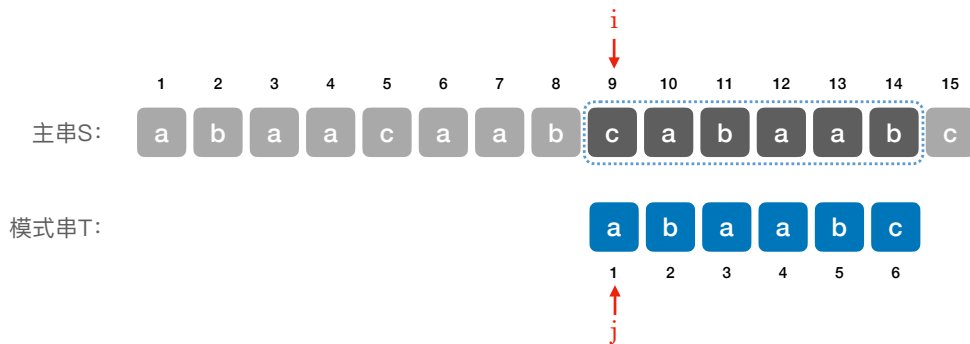 i
1 2 3 4 5 6 7 8 9 10 11 12 13 14 15
主串S: a b a a c a a b c a b a a b c
模式串T: a b a a b c
1 2 3 4 5 6
j